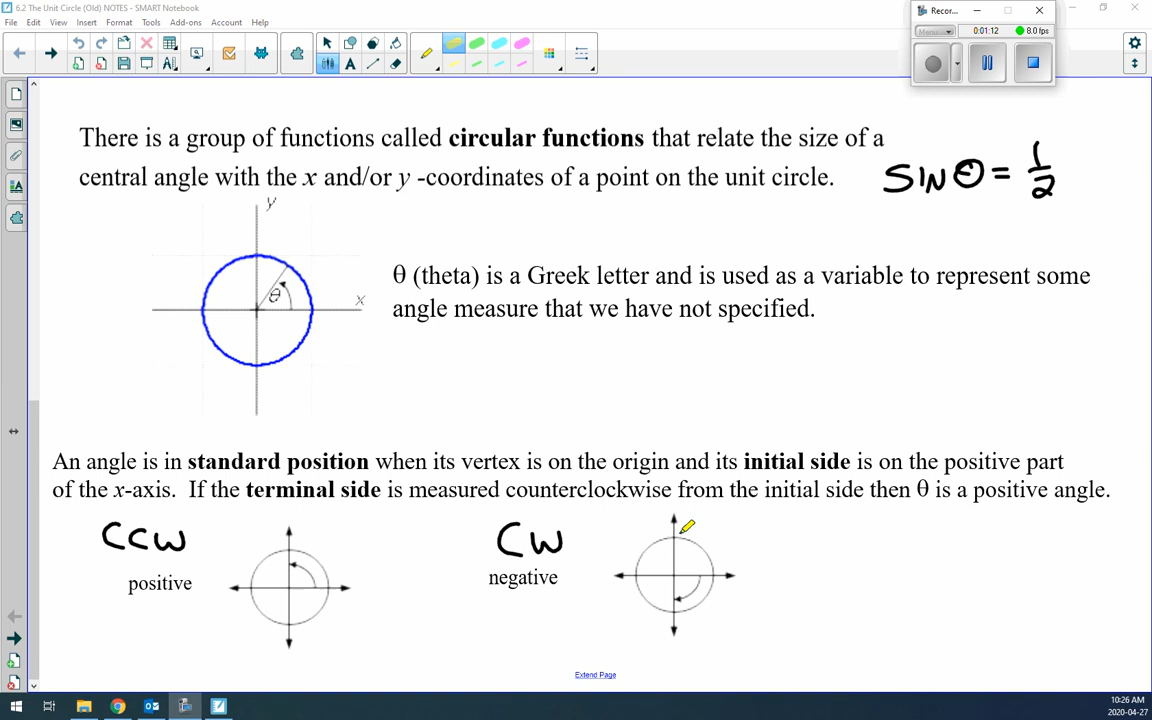 6.2 The Unit Circle (Old) NOTES - SMART Notebook
File Edit View Insert Format Tools Add-ons Account Help
Recor...
Menu
0:01:12
8.0 fps
There is a group of functions called circular functions that relate the size of a
central angle with the x and/or y -coordinates of a point on the unit circle.
SIN θ = 1/2
y
x
θ
θ (theta) is a Greek letter and is used as a variable to represent some
angle measure that we have not specified.
An angle is in standard position when its vertex is on the origin and its initial side is on the positive part
of the x-axis. If the terminal side is measured counterclockwise from the initial side then θ is a positive angle.
CCW
positive
CW
negative
Extend Page
10:26 AM
2020-04-27